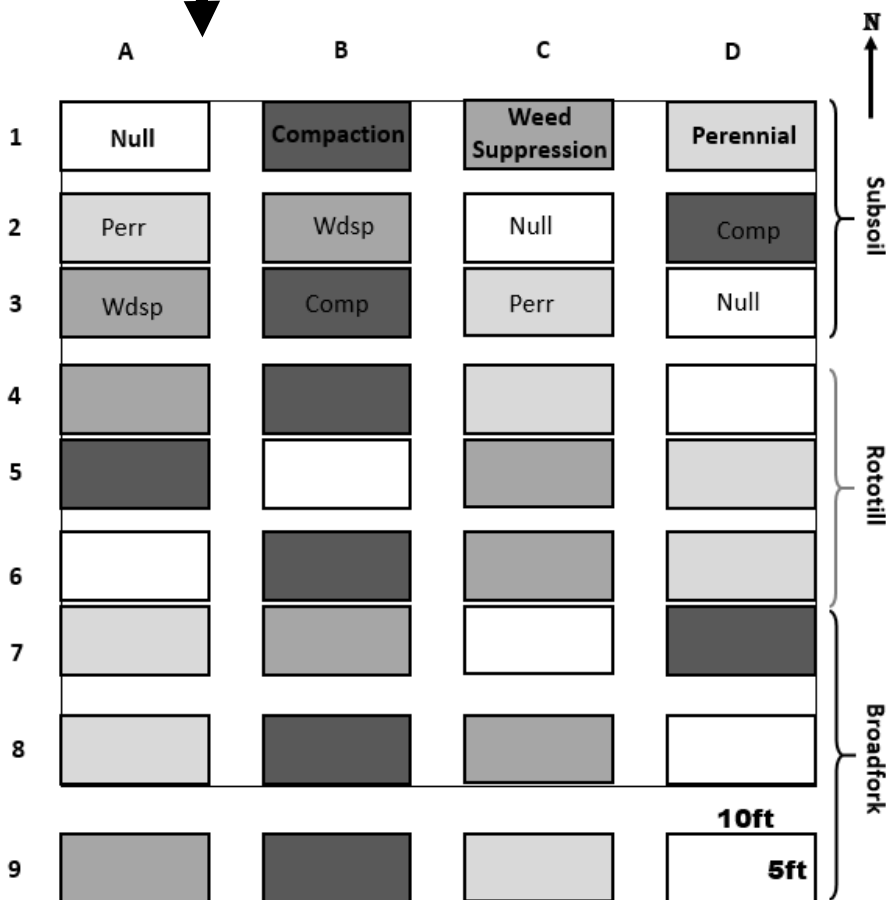 N
A B C D
1 Null Compaction Weed Suppression Perennial
2 Perr Wdsp Null Comp
3 Wdsp Comp Perr Null
Subsoil
4
5
6
Rototill
7
8
Broadfork
10ft
9 5ft